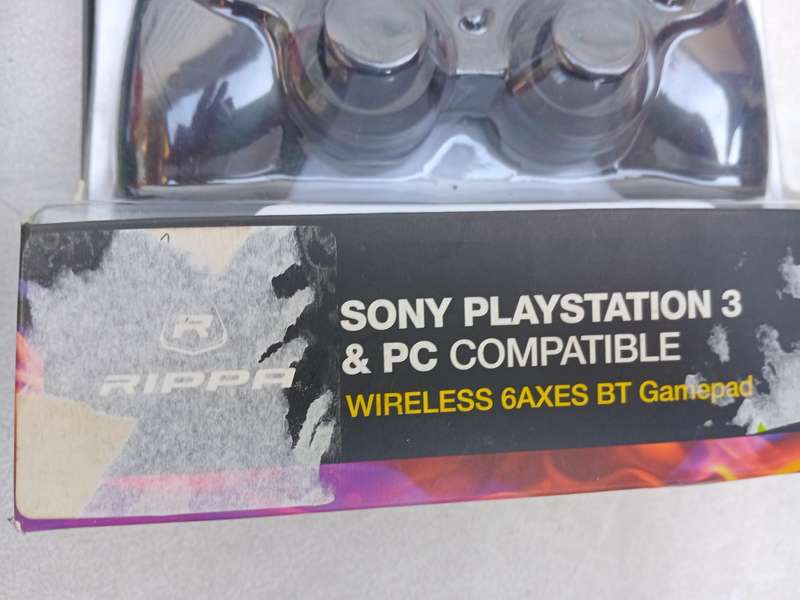 R
RIPPA
SONY PLAYSTATION 3
& PC COMPATIBLE
WIRELESS 6AXES BT Gamepad